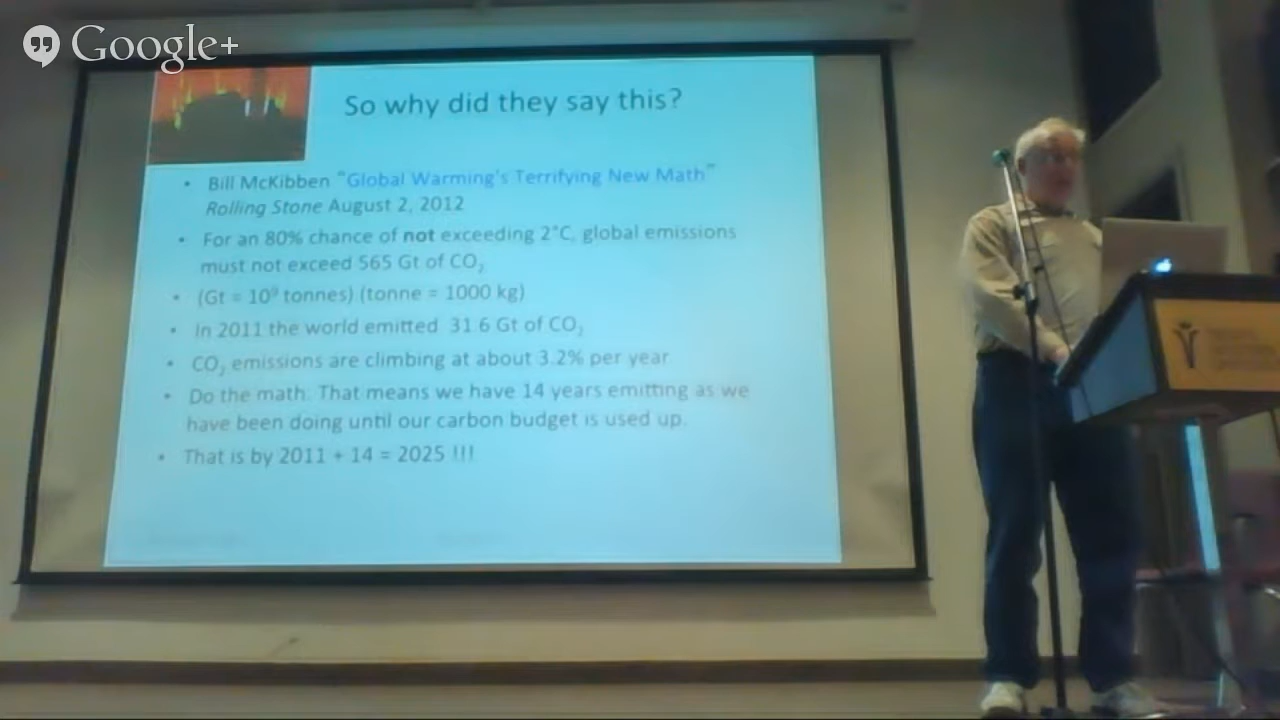 Google+
So why did they say this?
• Bill McKibben "Global Warming's Terrifying New Math"
Rolling Stone August 2, 2012
• For an 80% chance of not exceeding 2°C, global emissions
must not exceed 565 Gt of CO₂
• (Gt = 10⁹ tonnes) (tonne = 1000 kg)
• In 2011 the world emitted 31.6 Gt of CO₂
• CO₂ emissions are climbing at about 3.2% per year
• Do the math. That means we have 14 years emitting as we
have been doing until our carbon budget is used up.
• That is by 2011 + 14 = 2025 !!!